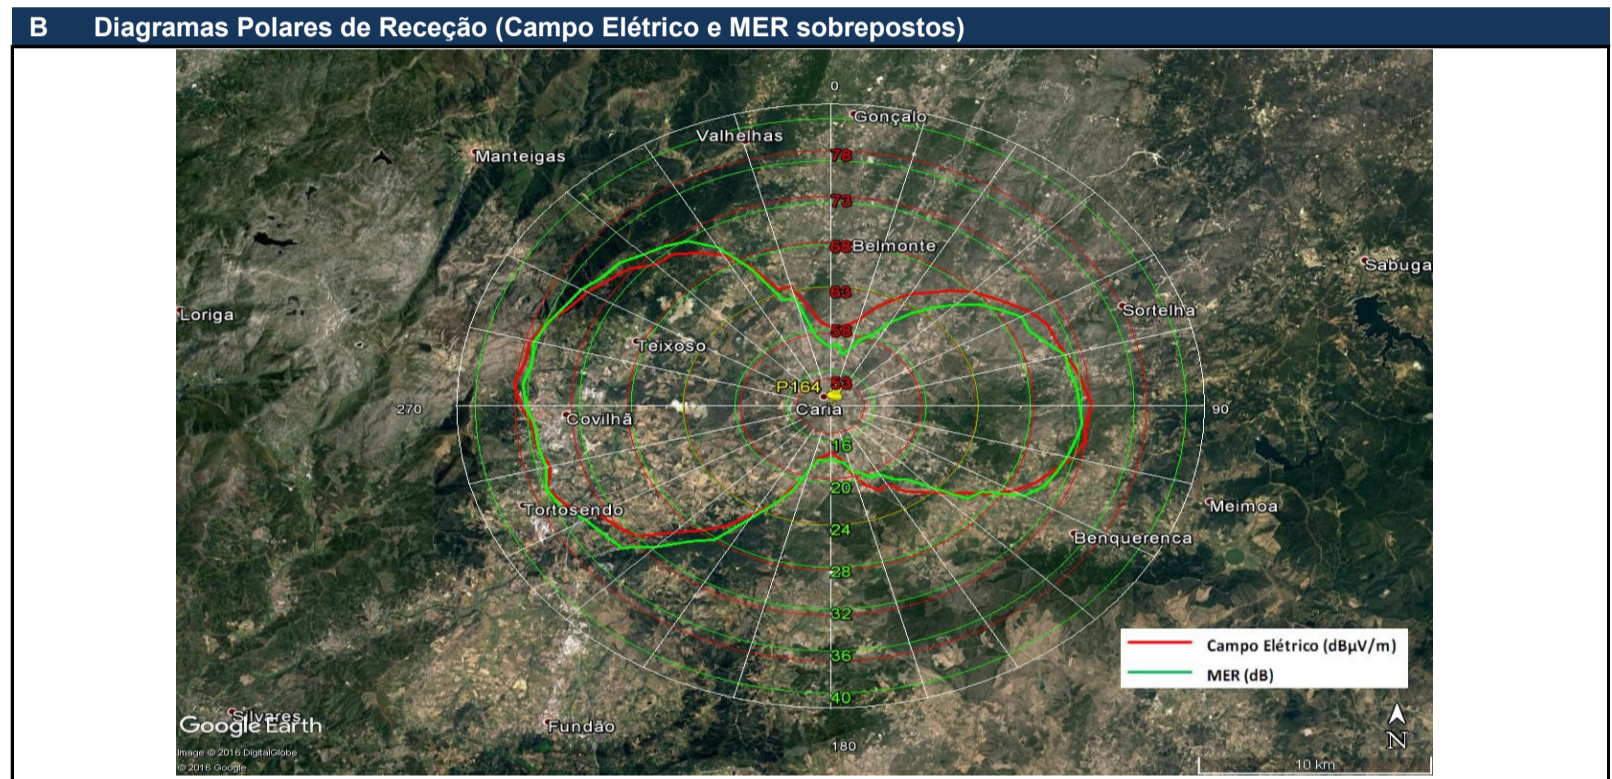 B Diagramas Polares de Receção (Campo Elétrico e MER sobrepostos)
0
Gonçalo
Valhelhas
Manteigas
78
73
68 Belmonte
Sabuga
63
Sortelha
Loriga
58
Teixoso
53
P164
Caria
270
90
Covilhã
16
20
Tortosendo
Meimoa
24
Benquerenca
28
32
Campo Elétrico (dBµV/m)
36
MER (dB)
40
Silvares
Google Earth
Fundão
180
N
Image © 2016 DigitalGlobe
© 2016 Google
10 km